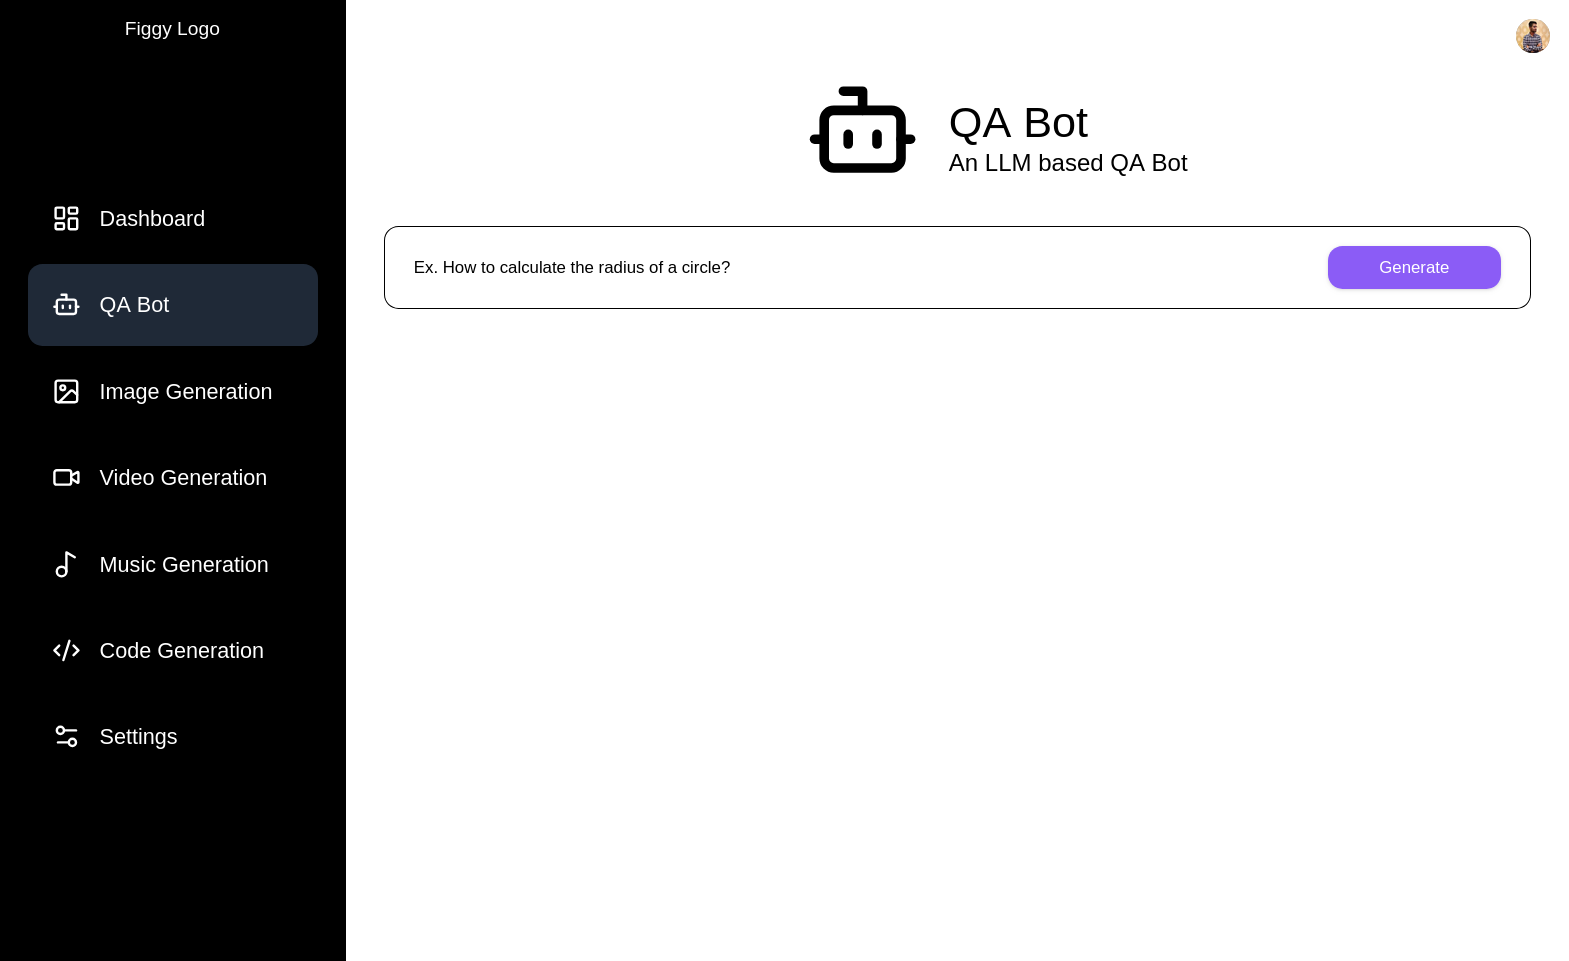 Figgy Logo
Dashboard
QA Bot
Image Generation
Video Generation
Music Generation
Code Generation
Settings
QA Bot
An LLM based QA Bot
Ex. How to calculate the radius of a circle?
Generate